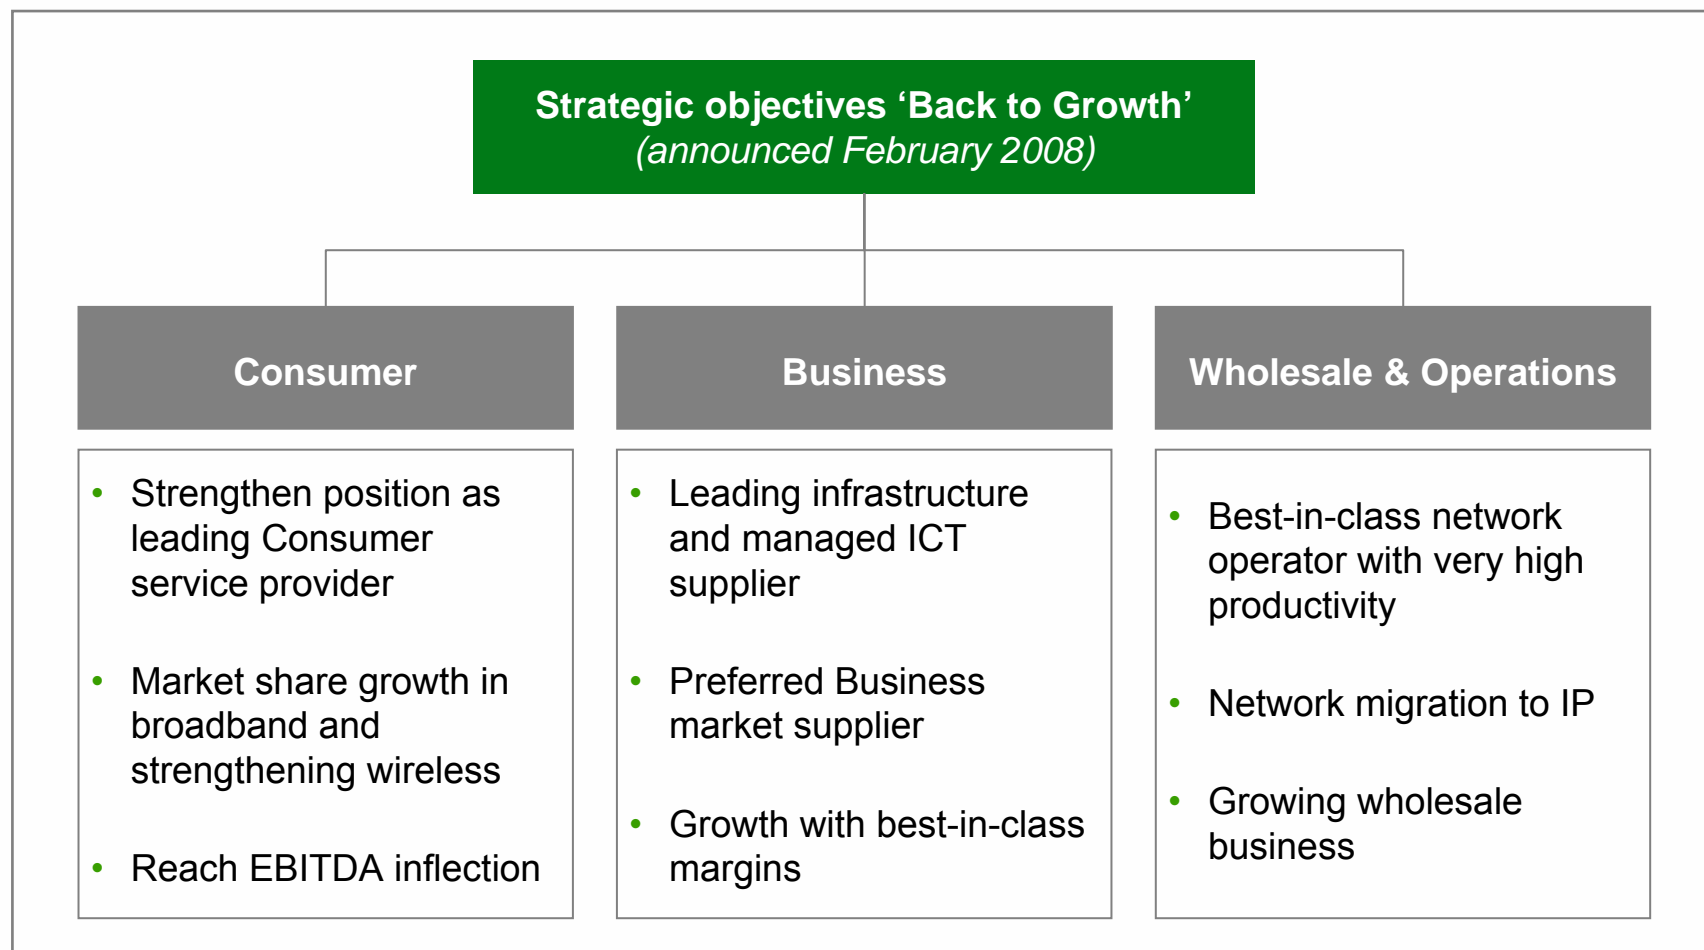 Strategic objectives ‘Back to Growth’
(announced February 2008)
Consumer
• Strengthen position as
leading Consumer
service provider
• Market share growth in
broadband and
strengthening wireless
• Reach EBITDA inflection
Business
• Leading infrastructure
and managed ICT
supplier
• Preferred Business
market supplier
• Growth with best-in-class
margins
Wholesale & Operations
• Best-in-class network
operator with very high
productivity
• Network migration to IP
• Growing wholesale
business